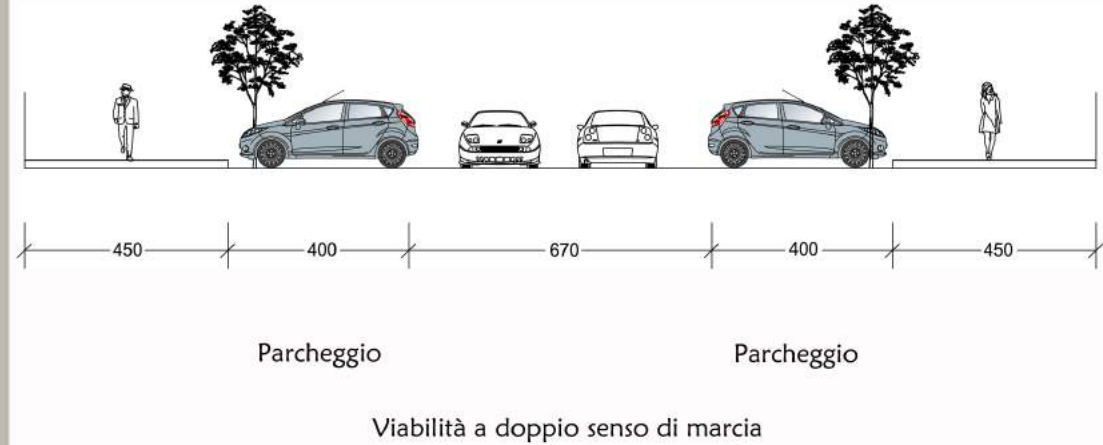 450 400 670 400 450
Parcheggio Parcheggio
Viabilità a doppio senso di marcia